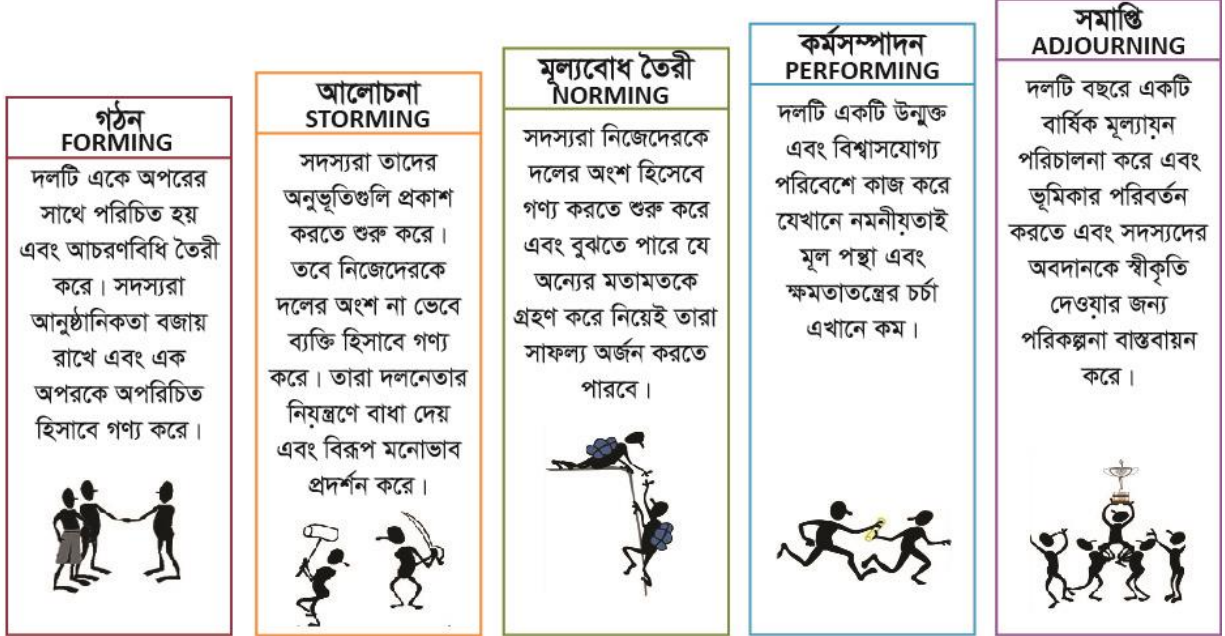 গঠন
FORMING
দলটি একে অপরের
সাথে পরিচিত হয়
এবং আচরণবিধি তৈরী
করে। সদস্যরা
আনুষ্ঠানিকতা বজায়
রাখে এবং এক
অপরকে অপরিচিত
হিসাবে গণ্য করে।
আলোচনা
STORMING
সদস্যরা তাদের
অনুভূতিগুলি প্রকাশ
করতে শুরু করে।
তবে নিজেদেরকে
দলের অংশ না ভেবে
ব্যক্তি হিসাবে গণ্য
করে। তারা দলনেতার
নিয়ন্ত্রণে বাধা দেয়
এবং বিরূপ মনোভাব
প্রদর্শন করে।
মূল্যবোধ তৈরী
NORMING
সদস্যরা নিজেদেরকে
দলের অংশ হিসেবে
গণ্য করতে শুরু করে
এবং বুঝতে পারে যে
অন্যের মতামতকে
গ্রহণ করে নিয়েই তারা
সাফল্য অর্জন করতে
পারবে।
কর্মসম্পাদন
PERFORMING
দলটি একটি উন্মুক্ত
এবং বিশ্বাসযোগ্য
পরিবেশে কাজ করে
যেখানে নমনীয়তাই
মূল পন্থা এবং
ক্ষমতাতন্ত্রের চর্চা
এখানে কম।
সমাপ্তি
ADJOURNING
দলটি বছরে একটি
বার্ষিক মূল্যায়ন
পরিচালনা করে এবং
ভূমিকার পরিবর্তন
করতে এবং সদস্যদের
অবদানকে স্বীকৃতি
দেওয়ার জন্য
পরিকল্পনা বাস্তবায়ন
করে।